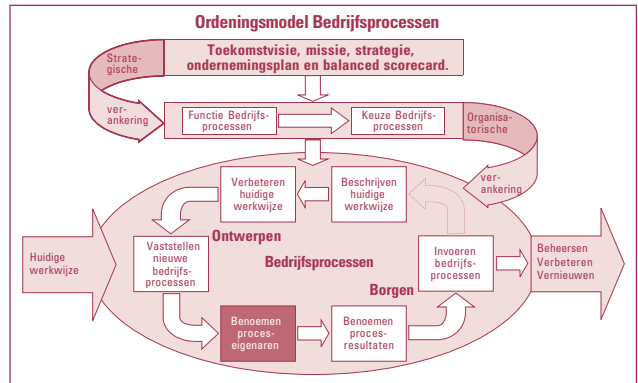 Ordeningsmodel Bedrijfsprocessen
Strate-
gische
Toekomstvisie, missie, strategie,
ondernemingsplan en balanced scorecard.
ver-
ankering
Functie Bedrijfs-
processen
Keuze Bedrijfs-
processen
Organisa-
torische
ver-
ankering
Verbeteren
huidige
werkwijze
Beschrijven
huidige
werkwijze
Ontwerpen
Huidige
werkwijze
Vaststellen
nieuwe
bedrijfs-
processen
Bedrijfsprocessen
Invoeren
bedrijfs-
processen
Beheersen
Verbeteren
Vernieuwen
Borgen
Benoemen
proces-
eigenaren
Benoemen
proces-
resultaten